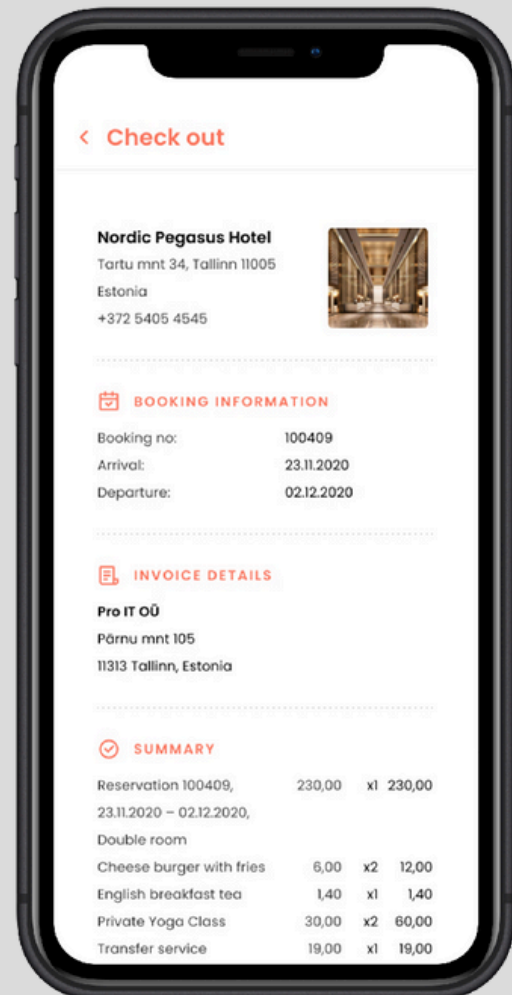 Check out
Nordic Pegasus Hotel
Tartu mnt 34, Tallinn 11005
Estonia
+372 5405 4545
BOOKING INFORMATION
Booking no: 100409
Arrival: 23.11.2020
Departure: 02.12.2020
INVOICE DETAILS
Pro IT OÜ
Pärnu mnt 105
11313 Tallinn, Estonia
SUMMARY
Reservation 100409, 230,00 x1 230,00
23.11.2020 – 02.12.2020,
Double room
Cheese burger with fries 6,00 x2 12,00
English breakfast tea 1,40 x1 1,40
Private Yoga Class 30,00 x2 60,00
Transfer service 19,00 x1 19,00